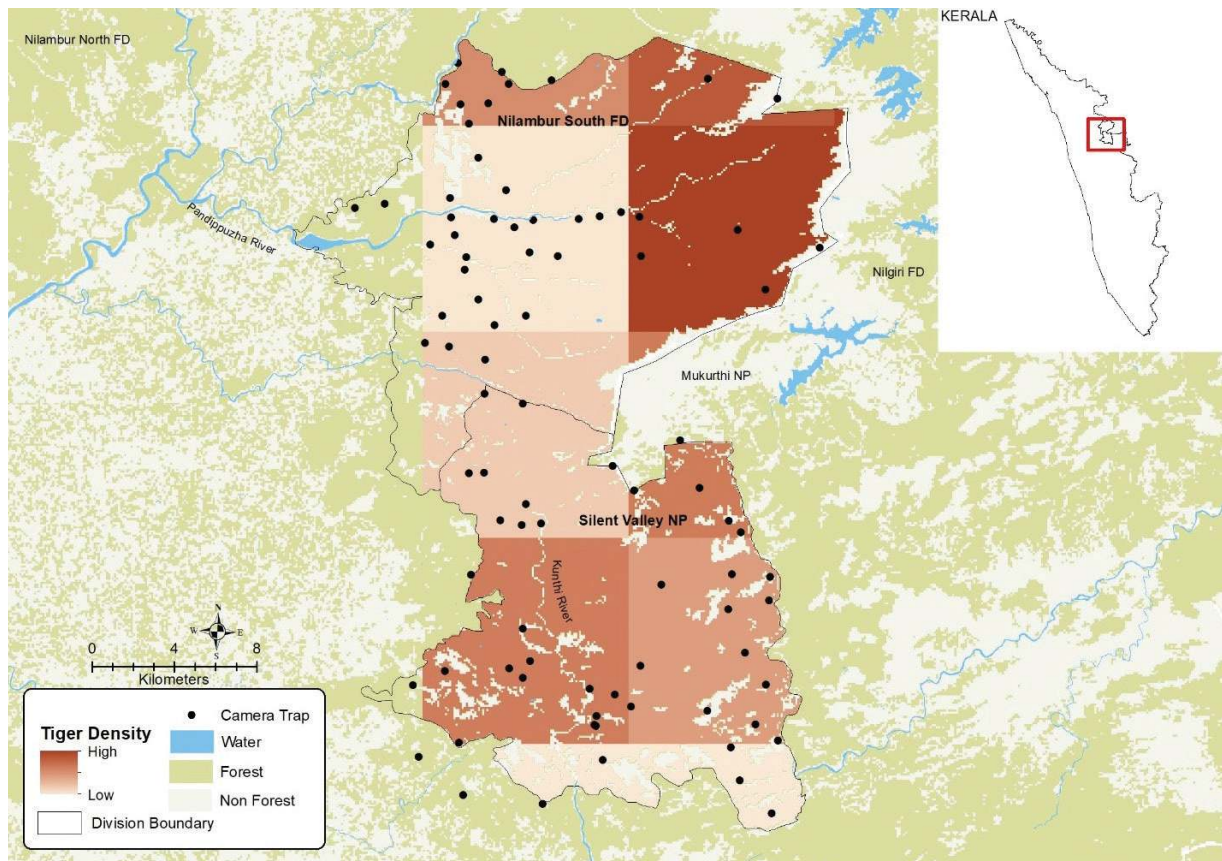 KERALA
Nilambur North FD
Nilambur South FD
Pandippuzha River
Nilgiri FD
Mukurthi NP
Silent Valley NP
Kunthi River
N
W
E
S
0 4 8
Kilometers
Tiger Density
High
Low
Camera Trap
Water
Forest
Non Forest
Division Boundary